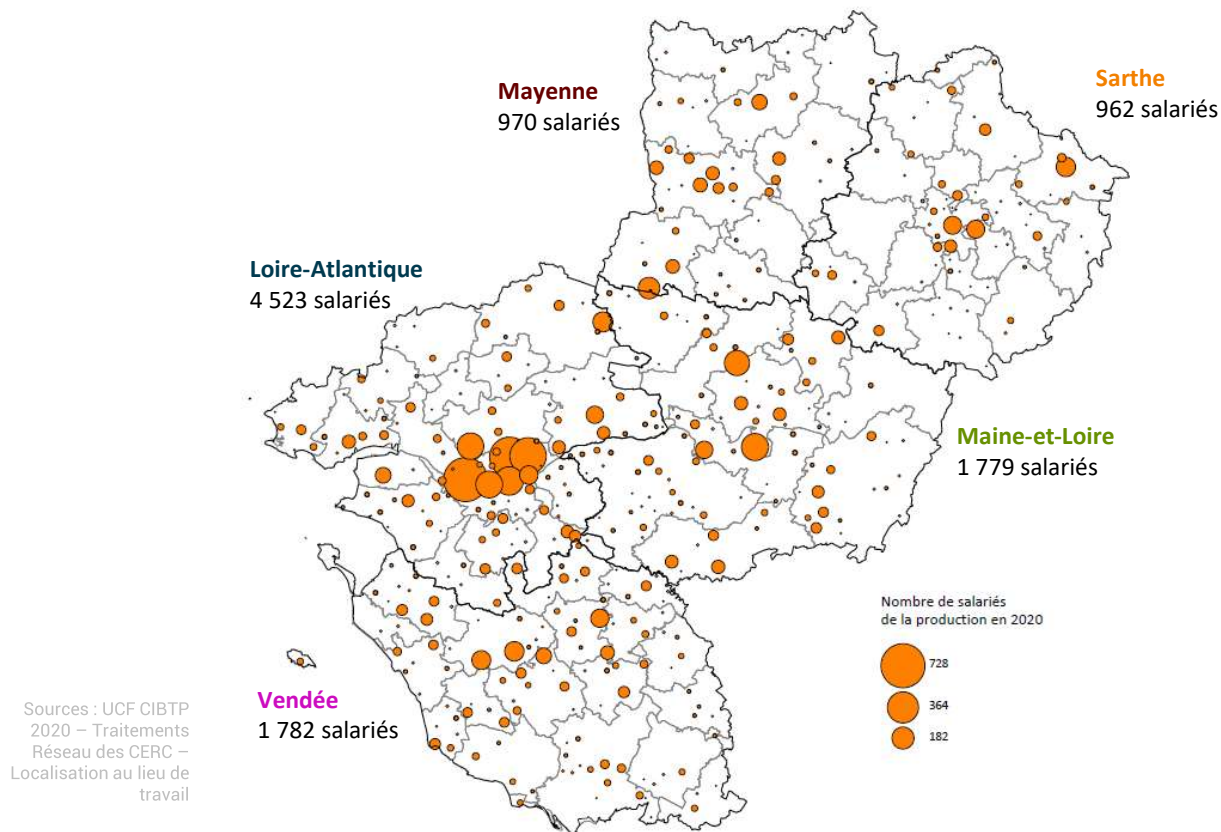 Mayenne
970 salariés
Sarthe
962 salariés
Loire-Atlantique
4 523 salariés
Maine-et-Loire
1 779 salariés
Vendée
1 782 salariés
Nombre de salariés
de la production en 2020
728
364
182
Sources : UCF CIBTP
2020 – Traitements
Réseau des CERC –
Localisation au lieu de
travail